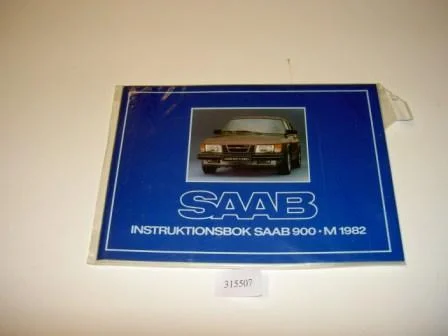 SAAB
INSTRUKTIONSBOK SAAB 900 · M 1982
315507